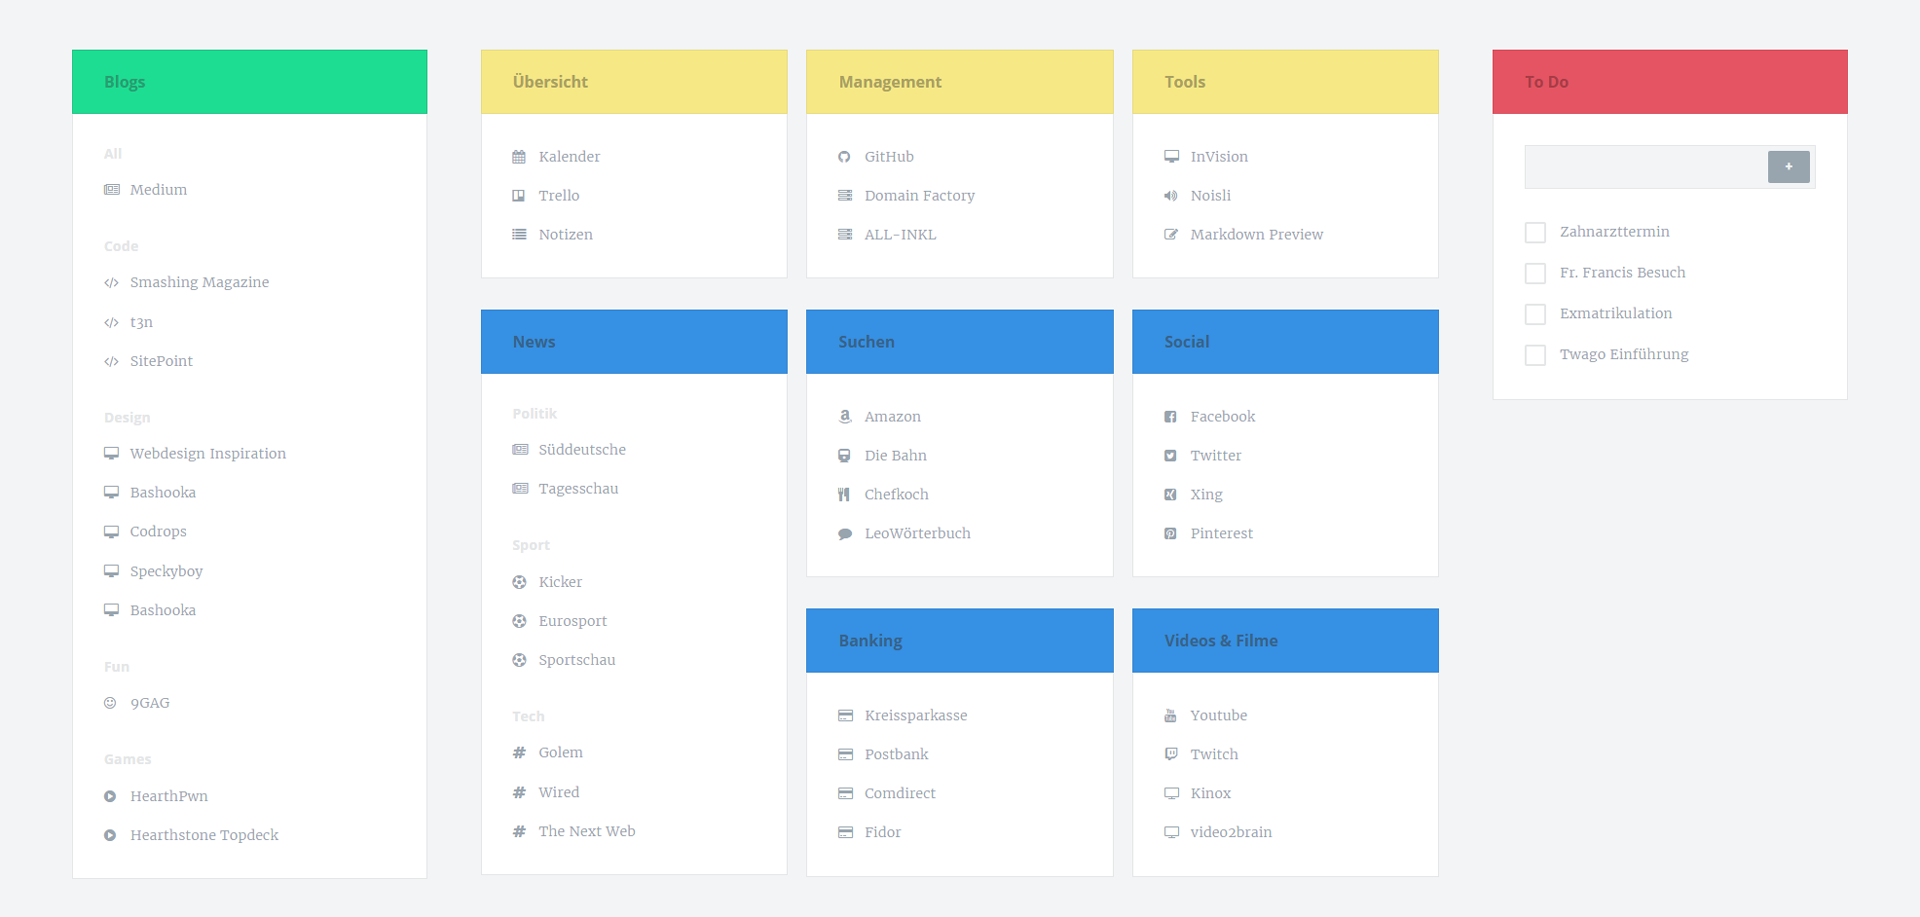 Blogs
All
Medium
Code
Smashing Magazine
t3n
SitePoint
Design
Webdesign Inspiration
Bashooka
Codrops
Speckyboy
Bashooka
Fun
9GAG
Games
HearthPwn
Hearthstone Topdeck
Übersicht
Kalender
Trello
Notizen
Management
GitHub
Domain Factory
ALL-INKL
Tools
InVision
Noisli
Markdown Preview
News
Politik
Süddeutsche
Tagesschau
Sport
Kicker
Eurosport
Sportschau
Tech
Golem
Wired
The Next Web
Suchen
Amazon
Die Bahn
Chefkoch
LeoWörterbuch
Social
Facebook
Twitter
Xing
Pinterest
Banking
Kreissparkasse
Postbank
Comdirect
Fidor
Videos & Filme
Youtube
Twitch
Kinox
video2brain
To Do
+
Zahnarzttermin
Fr. Francis Besuch
Exmatrikulation
Twago Einführung